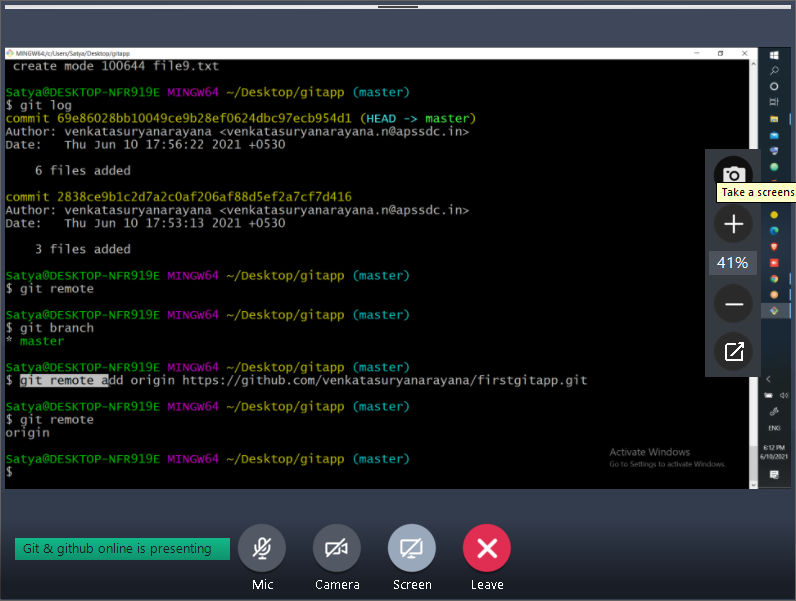 MINGW64:/c/Users/Satya/Desktop/gitapp
create mode 100644 file9.txt
Satya@DESKTOP-NFR919E MINGW64 ~/Desktop/gitapp (master)
$ git log
commit 69e86028bb10049ce9b28ef0624dbc97ecb954d1 (HEAD -> master)
Author: venkatasuryanarayana <venkatasuryanarayana.n@apssdc.in>
Date:   Thu Jun 10 17:56:22 2021 +0530
6 files added
commit 2838ce9b1c2d7a2c0af206af88d5ef2a7cf7d416
Author: venkatasuryanarayana <venkatasuryanarayana.n@apssdc.in>
Date:   Thu Jun 10 17:53:13 2021 +0530
3 files added
Satya@DESKTOP-NFR919E MINGW64 ~/Desktop/gitapp (master)
$ git remote
Satya@DESKTOP-NFR919E MINGW64 ~/Desktop/gitapp (master)
$ git branch
* master
Satya@DESKTOP-NFR919E MINGW64 ~/Desktop/gitapp (master)
$ git remote add origin https://github.com/venkatasuryanarayana/firstgitapp.git
Satya@DESKTOP-NFR919E MINGW64 ~/Desktop/gitapp (master)
$ git remote
origin
Satya@DESKTOP-NFR919E MINGW64 ~/Desktop/gitapp (master)
$
Activate Windows
Go to Settings to activate Windows.
Take a screens
41%
ENG
6:12 PM
6/10/2021
Git & github online is presenting
Mic
Camera
Screen
Leave